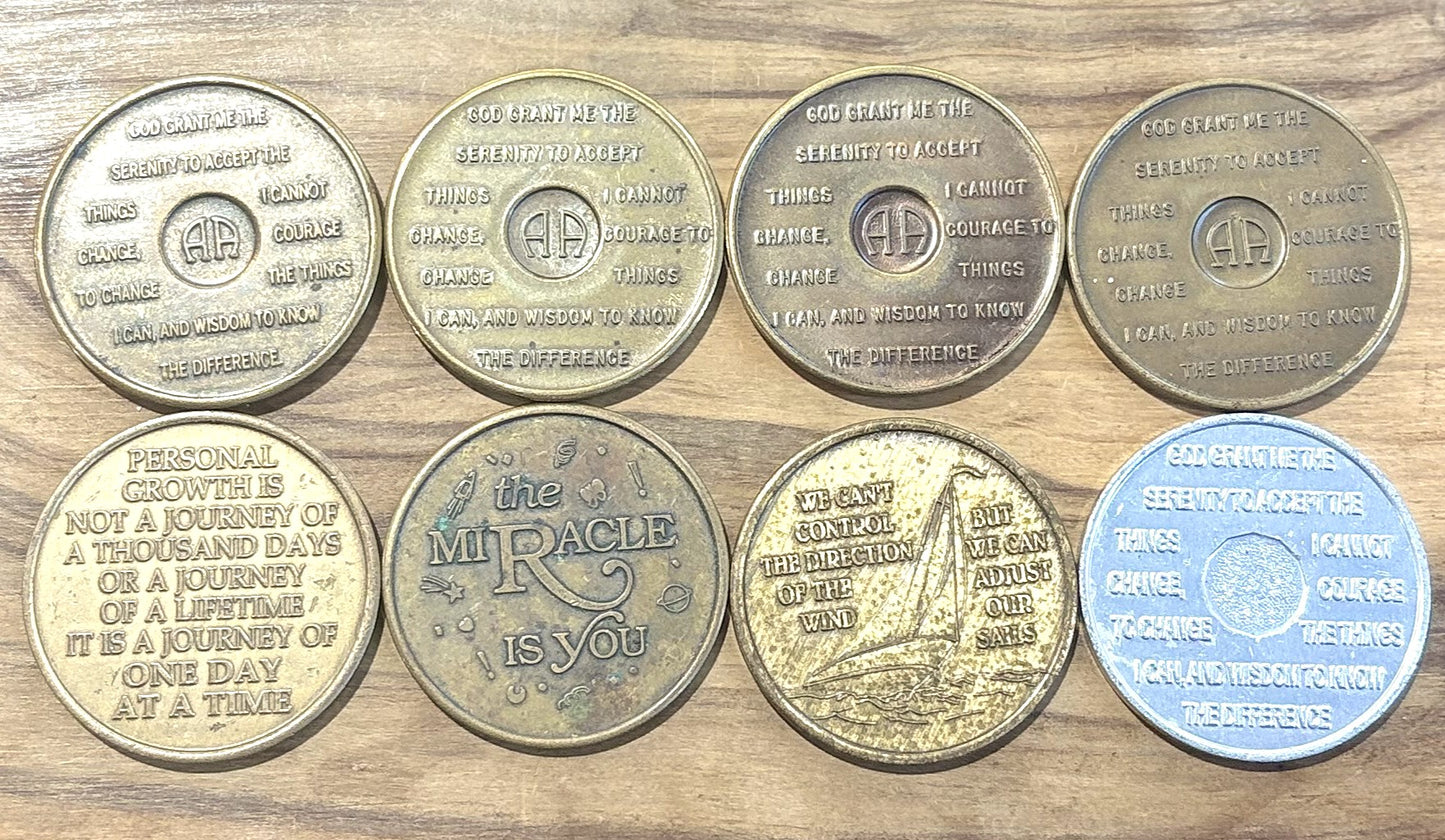 GOD GRANT ME THE
SERENITY TO ACCEPT THE
THINGS I CANNOT
CHANGE, COURAGE
AA
TO CHANGE THE THINGS
I CAN, AND WISDOM TO KNOW
THE DIFFERENCE
GOD GRANT ME THE
SERENITY TO ACCEPT
THINGS I CANNOT
CHANGE, COURAGE TO
AA
CHANGE THINGS
I CAN, AND WISDOM TO KNOW
THE DIFFERENCE
GOD GRANT ME THE
SERENITY TO ACCEPT
THINGS I CANNOT
CHANGE, COURAGE TO
AA
CHANGE THINGS
I CAN, AND WISDOM TO KNOW
THE DIFFERENCE
GOD GRANT ME THE
SERENITY TO ACCEPT
THINGS I CANNOT
CHANGE, COURAGE TO
AA
CHANGE THINGS
I CAN, AND WISDOM TO KNOW
THE DIFFERENCE
PERSONAL
GROWTH IS
NOT A JOURNEY OF
A THOUSAND DAYS
OR A JOURNEY
OF A LIFETIME
IT IS A JOURNEY OF
ONE DAY
AT A TIME
the
MIRACLE
IS YOU
WE CAN'T
CONTROL
THE DIRECTION
OF THE
WIND
BUT
WE CAN
ADJUST
OUR
SAILS
GOD GRANT ME THE
SERENITY TO ACCEPT THE
THINGS I CANNOT
CHANGE, COURAGE
TO CHANGE THE THINGS
I CAN, AND WISDOM TO KNOW
THE DIFFERENCE